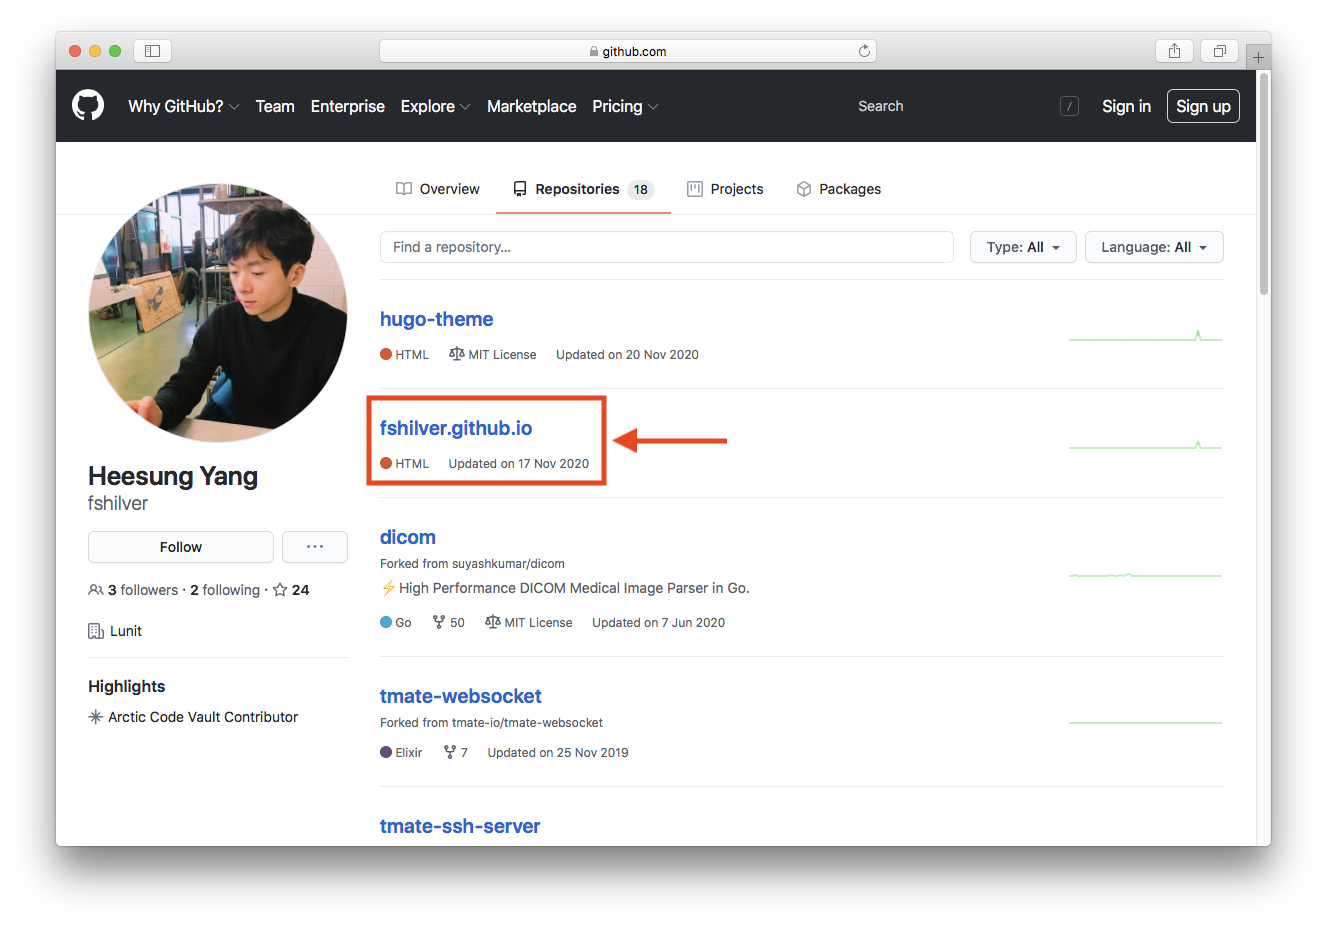 github.com
Why GitHub? Team Enterprise Explore Marketplace Pricing Search / Sign in Sign up
Overview Repositories 18 Projects Packages
Find a repository... Type: All Language: All
hugo-theme
HTML MIT License Updated on 20 Nov 2020
fshilver.github.io
HTML Updated on 17 Nov 2020
dicom
Forked from suyashkumar/dicom
⚡High Performance DICOM Medical Image Parser in Go.
Go 50 MIT License Updated on 7 Jun 2020
tmate-websocket
Forked from tmate-io/tmate-websocket
Elixir 7 Updated on 25 Nov 2019
tmate-ssh-server
Heesung Yang
fshilver
Follow ...
3 followers · 2 following · 24
Lunit
Highlights
Arctic Code Vault Contributor